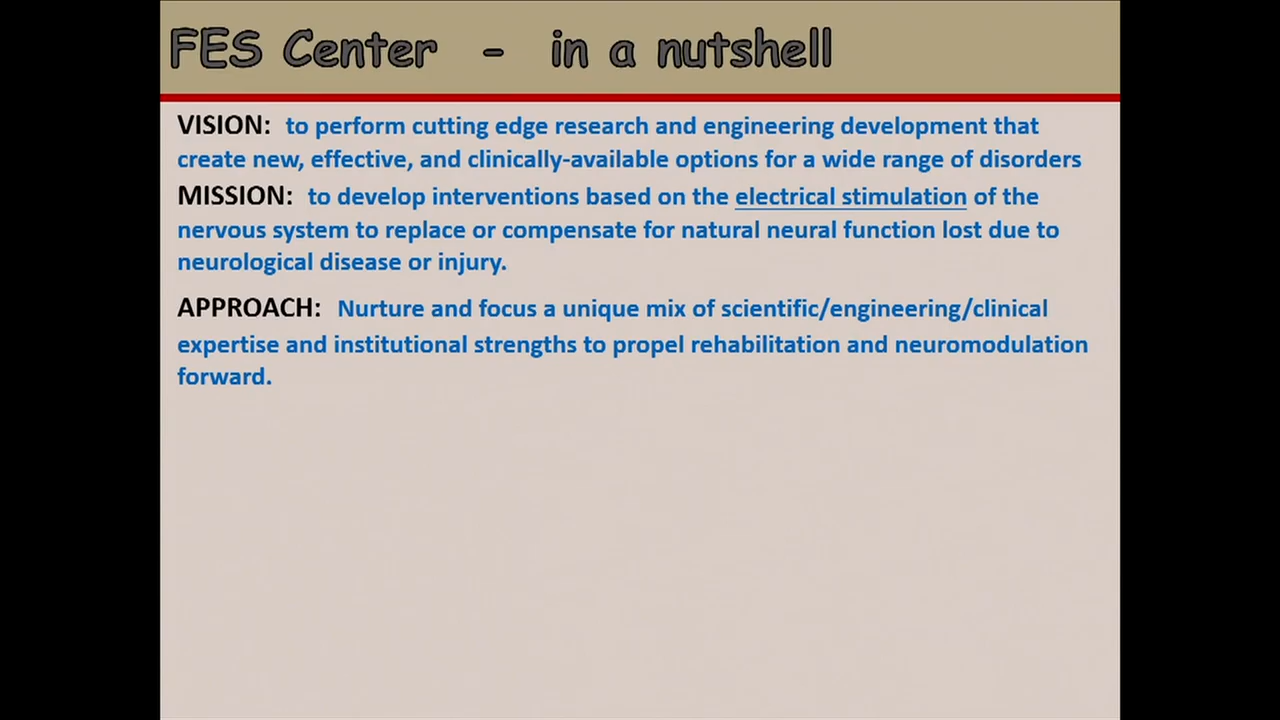 FES Center - in a nutshell
VISION: to perform cutting edge research and engineering development that
create new, effective, and clinically-available options for a wide range of disorders
MISSION: to develop interventions based on the electrical stimulation of the
nervous system to replace or compensate for natural neural function lost due to
neurological disease or injury.
APPROACH: Nurture and focus a unique mix of scientific/engineering/clinical
expertise and institutional strengths to propel rehabilitation and neuromodulation
forward.